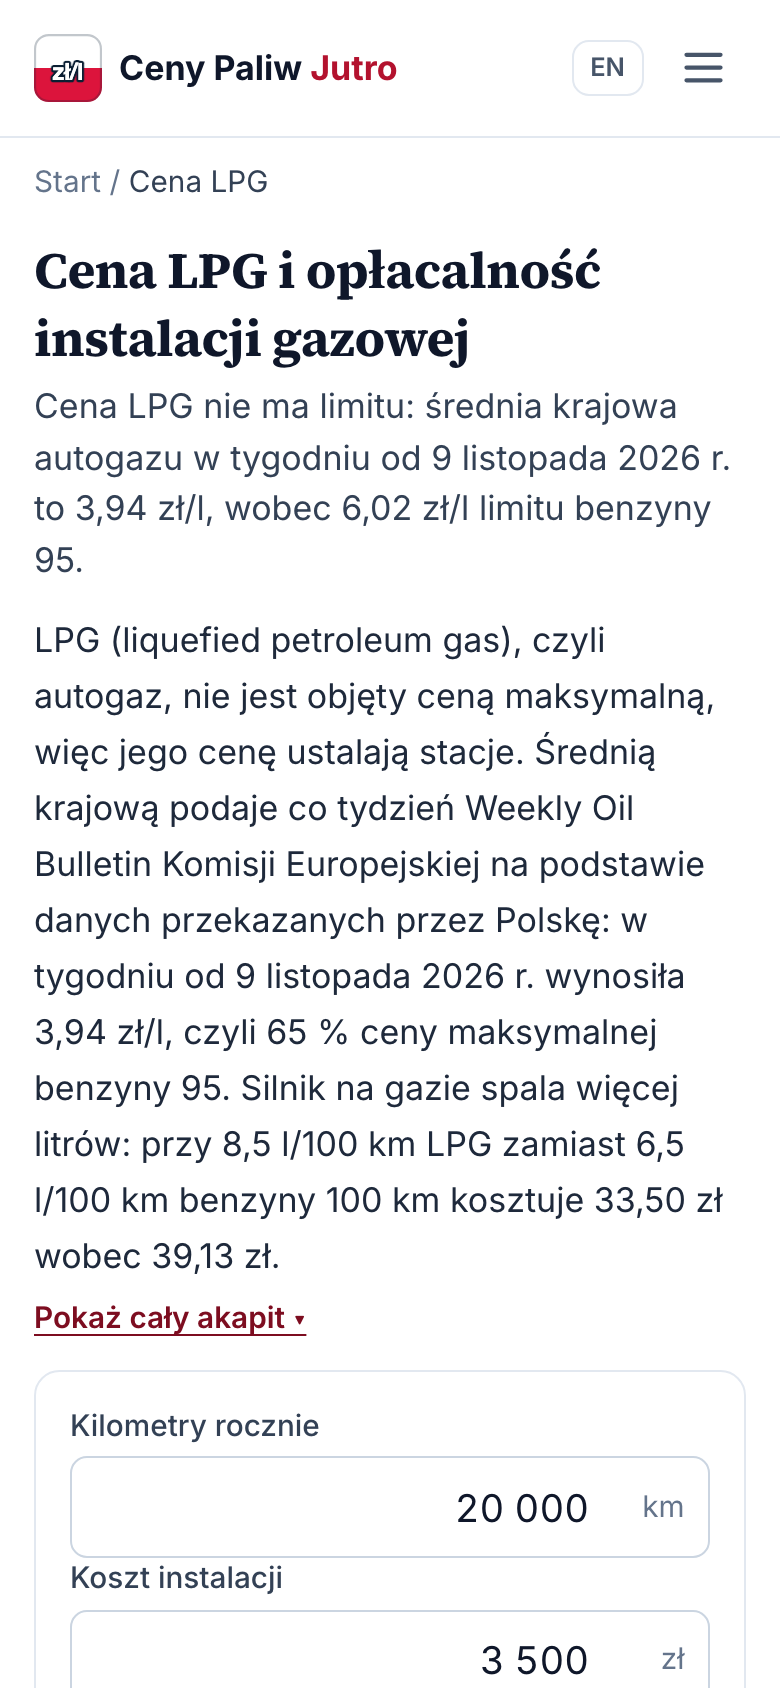 zł/l
Ceny Paliw Jutro
EN
Start / Cena LPG
Cena LPG i opłacalność
instalacji gazowej
Cena LPG nie ma limitu: średnia krajowa
autogazu w tygodniu od 9 listopada 2026 r.
to 3,94 zł/l, wobec 6,02 zł/l limitu benzyny
95.
LPG (liquefied petroleum gas), czyli
autogaz, nie jest objęty ceną maksymalną,
więc jego cenę ustalają stacje. Średnią
krajową podaje co tydzień Weekly Oil
Bulletin Komisji Europejskiej na podstawie
danych przekazanych przez Polskę: w
tygodniu od 9 listopada 2026 r. wynosiła
3,94 zł/l, czyli 65 % ceny maksymalnej
benzyny 95. Silnik na gazie spala więcej
litrów: przy 8,5 l/100 km LPG zamiast 6,5
l/100 km benzyny 100 km kosztuje 33,50 zł
wobec 39,13 zł.
Pokaż cały akapit ▾
Kilometry rocznie
20 000 km
Koszt instalacji
3 500 zł